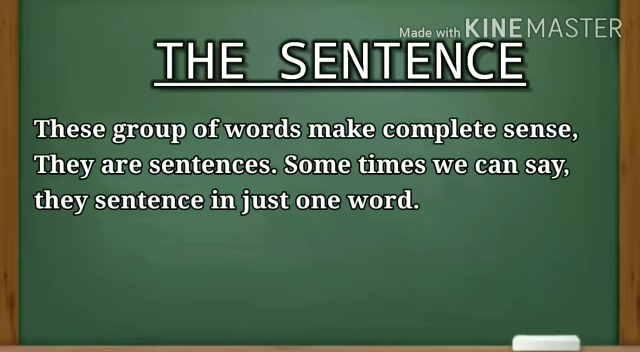 Made with KINEMASTER
THE SENTENCE
These group of words make complete sense,
They are sentences. Some times we can say,
they sentence in just one word.